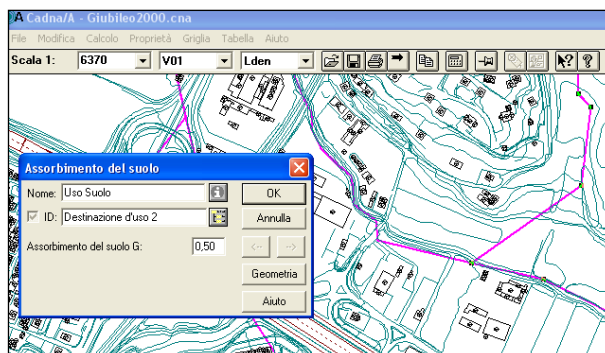 Cadna/A - Giubileo2000.cna
File Modifica Calcolo Proprietà Griglia Tabella Aiuto
Scala 1: 6370 V01 Lden
Assorbimento del suolo
Nome: Uso Suolo OK
ID: Destinazione d'uso 2 Annulla
Assorbimento del suolo G: 0,50 <-- -->
Geometria
Aiuto